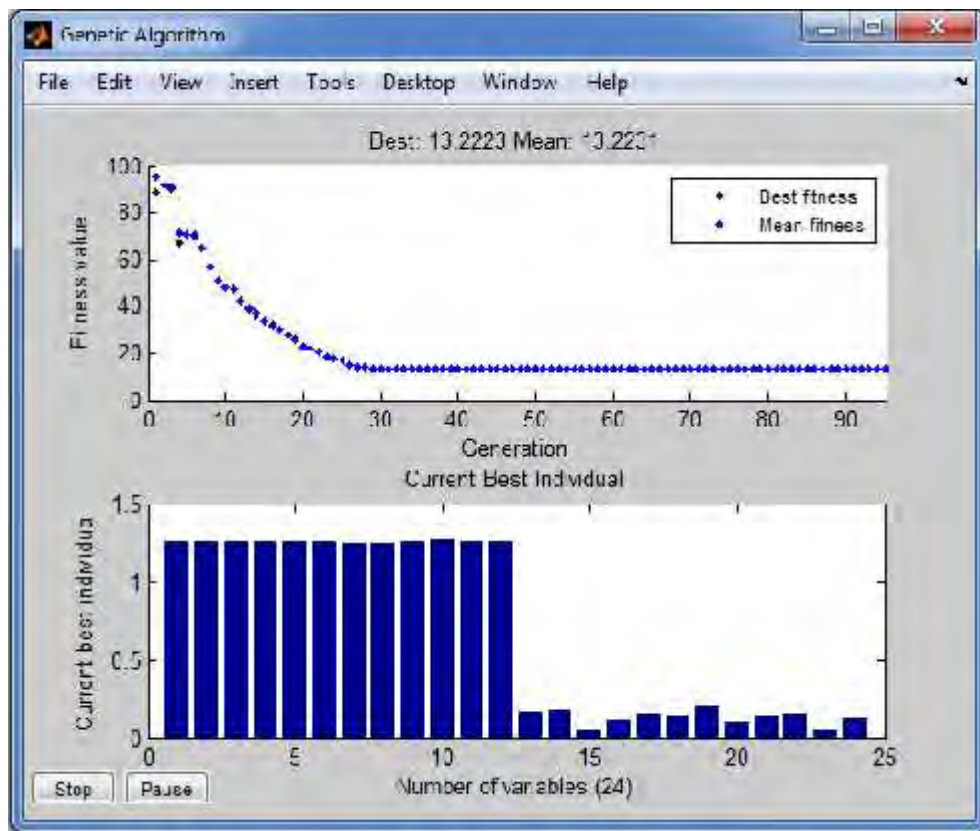 Genetic Algorithm
File Edit View Insert Tools Desktop Window Help
Best: 13.2223 Mean: 13.2231
100
80
60
40
20
0
Fitness value
Best fitness
Mean fitness
0 10 20 30 40 50 60 70 80 90
Generation
Current Best Individual
1.5
1
0.5
0
Current best individual
0 5 10 15 20 25
Number of variables (24)
Stop Pause